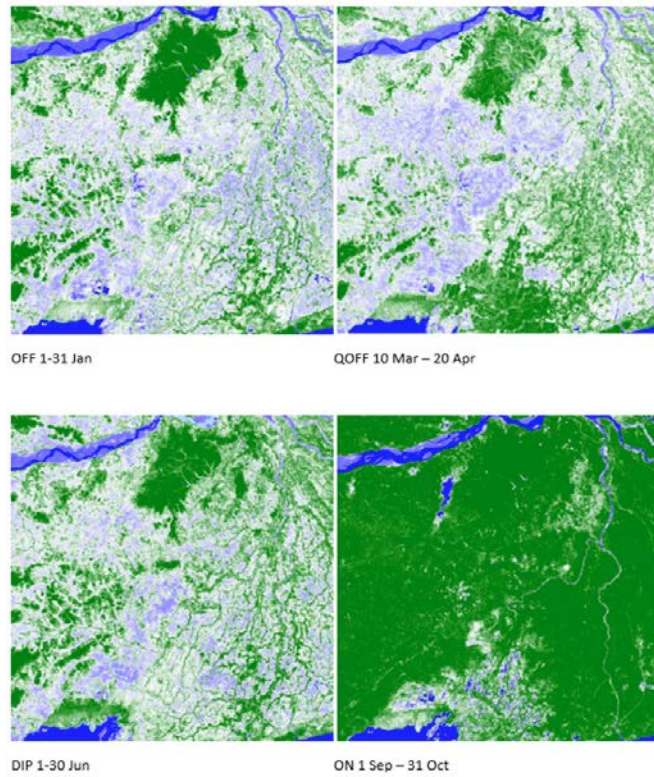 OFF 1-31 Jan
QOFF 10 Mar – 20 Apr
DIP 1-30 Jun
ON 1 Sep – 31 Oct